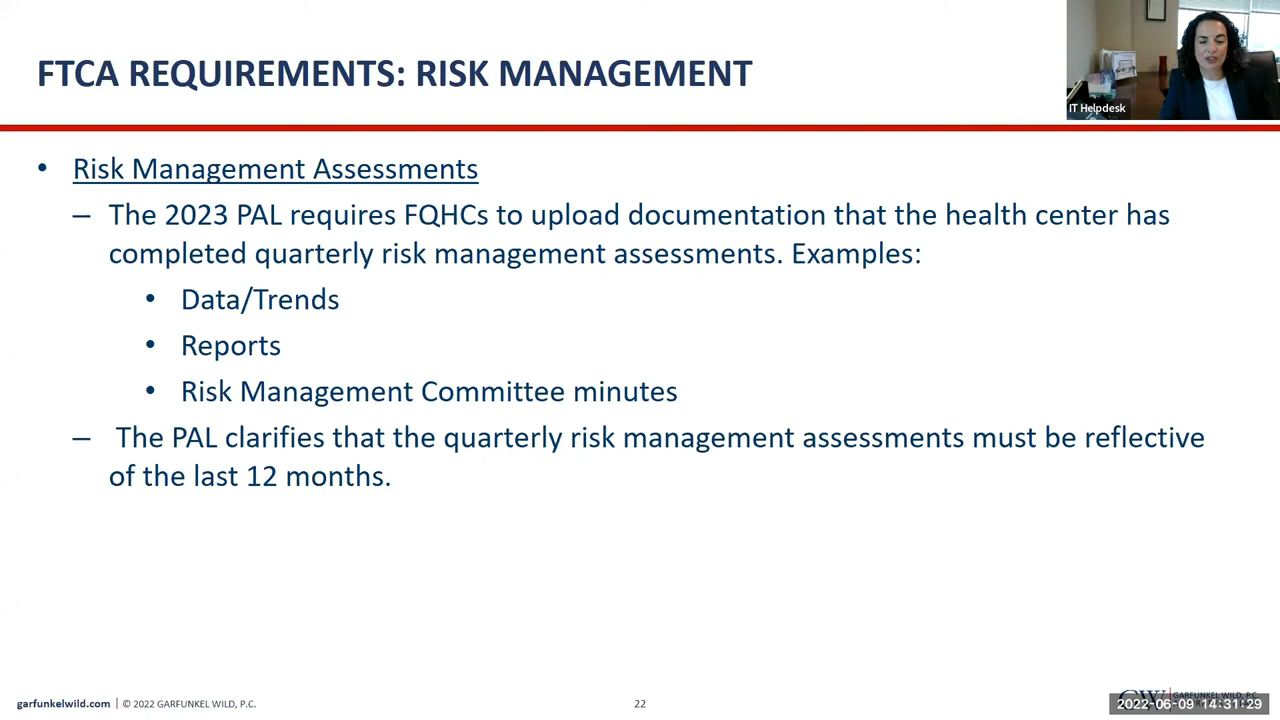 FTCA REQUIREMENTS: RISK MANAGEMENT
IT Helpdesk
• Risk Management Assessments
– The 2023 PAL requires FQHCs to upload documentation that the health center has
completed quarterly risk management assessments. Examples:
• Data/Trends
• Reports
• Risk Management Committee minutes
– The PAL clarifies that the quarterly risk management assessments must be reflective
of the last 12 months.
garfunkelwild.com | © 2022 GARFUNKEL WILD, P.C.
22
GW GARFUNKEL WILD, P.C.
2022-06-09 14:31:29